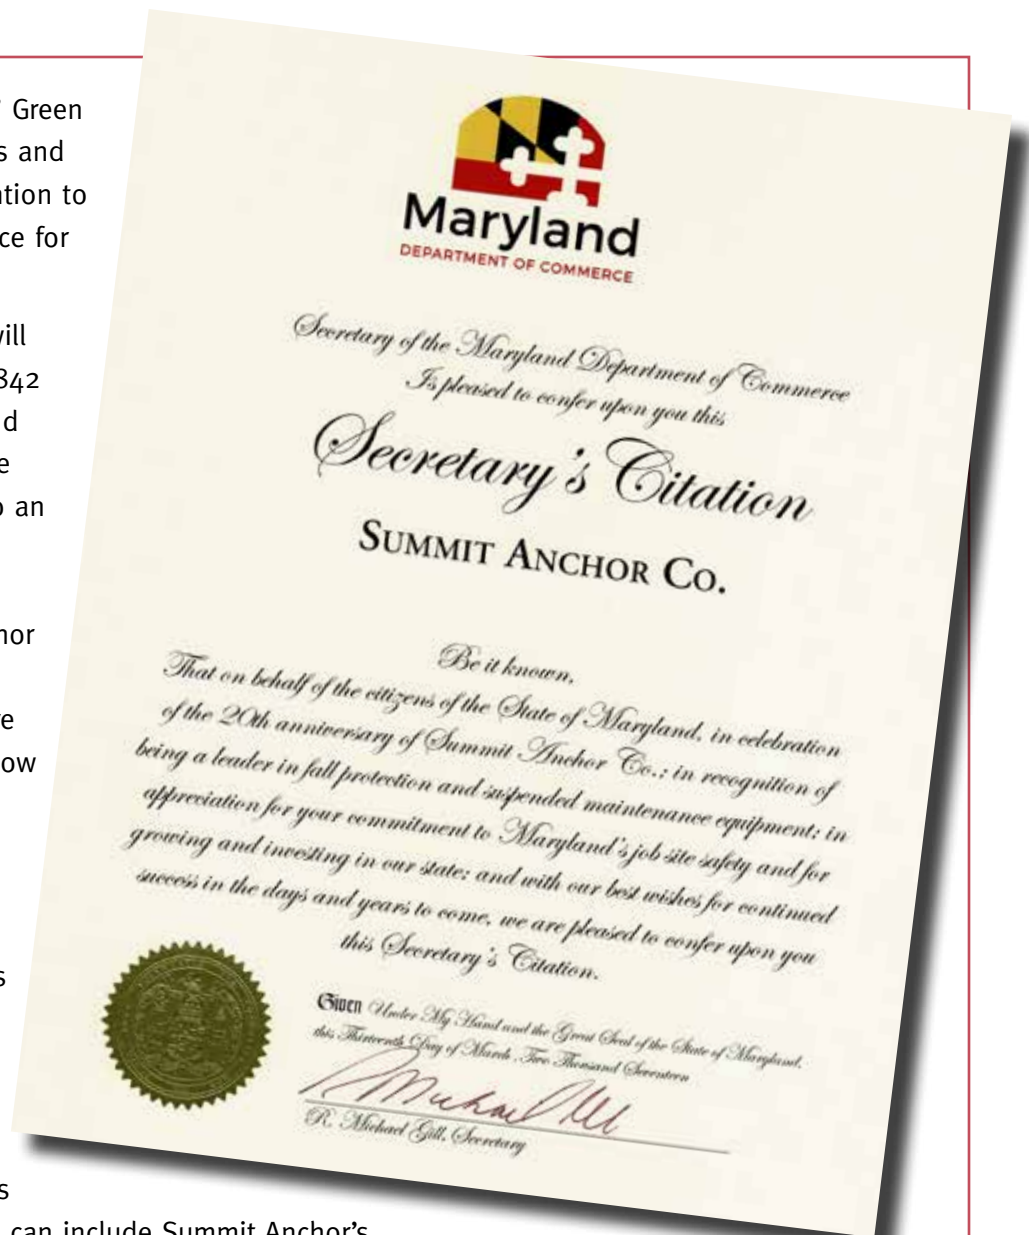 Green
s and
ation to
ce for
will
842
d
e
o an
nor
e
ow
s
s
can include Summit Anchor's
Maryland
DEPARTMENT OF COMMERCE
Secretary of the Maryland Department of Commerce
Is pleased to confer upon you this
Secretary's Citation
SUMMIT ANCHOR CO.
Be it known,
That on behalf of the citizens of the State of Maryland, in celebration
of the 20th anniversary of Summit Anchor Co.; in recognition of
being a leader in fall protection and suspended maintenance equipment; in
appreciation for your commitment to Maryland's job site safety and for
growing and investing in our state; and with our best wishes for continued
success in the days and years to come, we are pleased to confer upon you
this Secretary's Citation.
Given Under My Hand and the Great Seal of the State of Maryland,
this Thirteenth Day of March, Two Thousand Seventeen
R. Michael Gill, Secretary